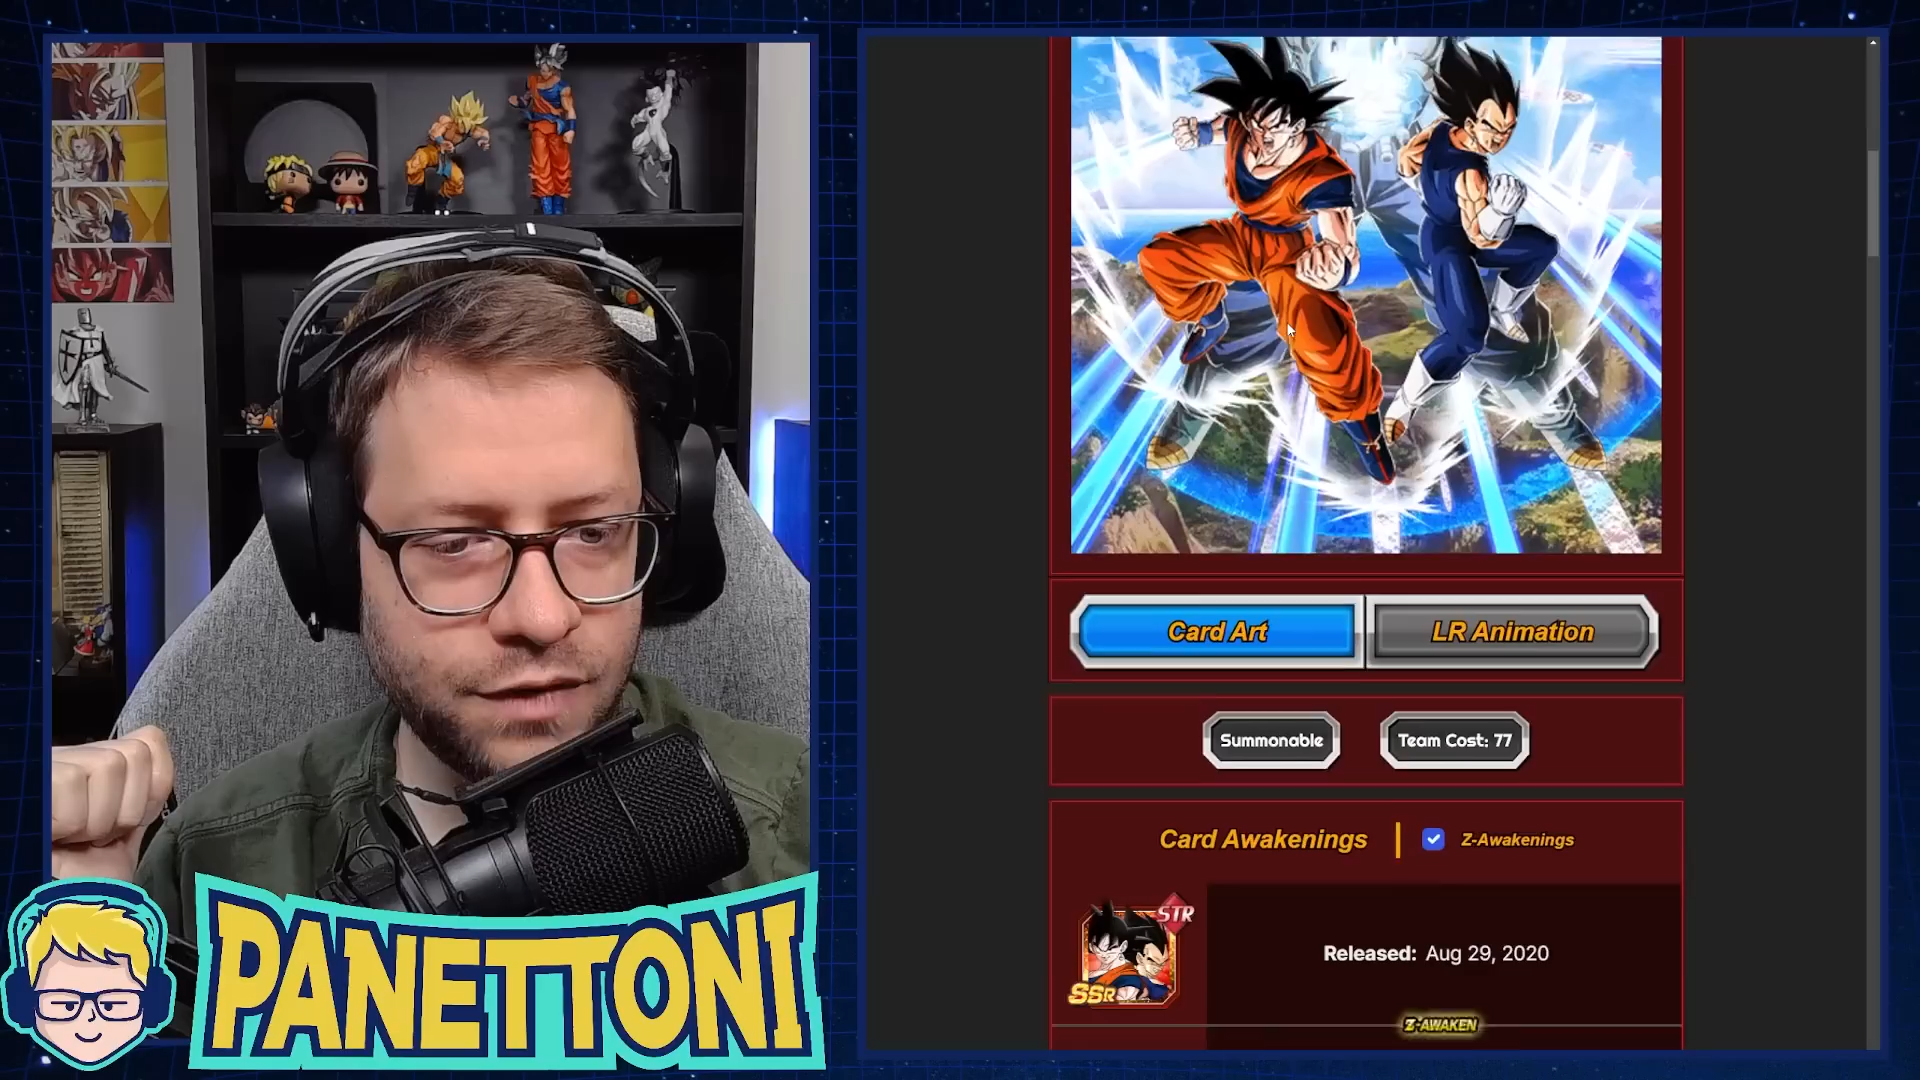 PANETTONI
Card Art
LR Animation
Summonable
Team Cost: 77
Card Awakenings
Z-Awakenings
STR
SSR
Released: Aug 29, 2020
Z-AWAKEN